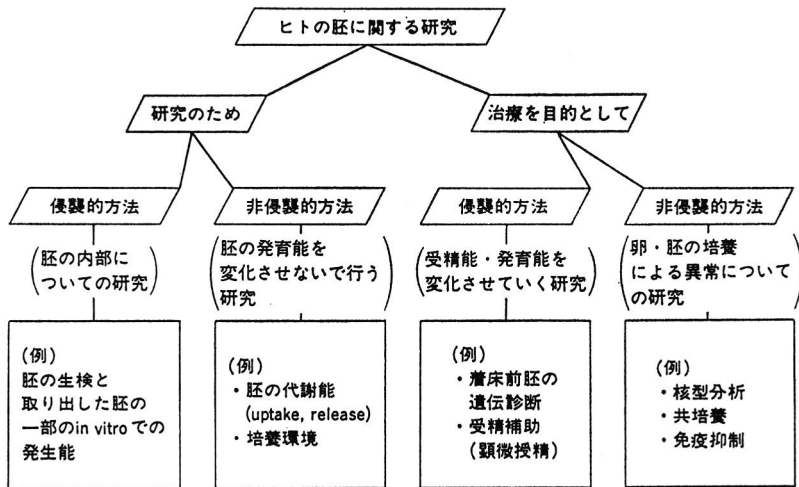 ヒトの胚に関する研究
研究のため
治療を目的として
侵襲的方法
非侵襲的方法
侵襲的方法
非侵襲的方法
(胚の内部に
ついての研究)
(胚の発育能を
変化させないで行う
研究)
(受精能・発育能を
変化させていく研究)
(卵・胚の培養
による異常について
の研究)
(例)
胚の生検と
取り出した胚の
一部のin vitroでの
発生能
(例)
・胚の代謝能
(uptake, release)
・培養環境
(例)
・着床前胚の
遺伝診断
・受精補助
(顕微授精)
(例)
・核型分析
・共培養
・免疫抑制